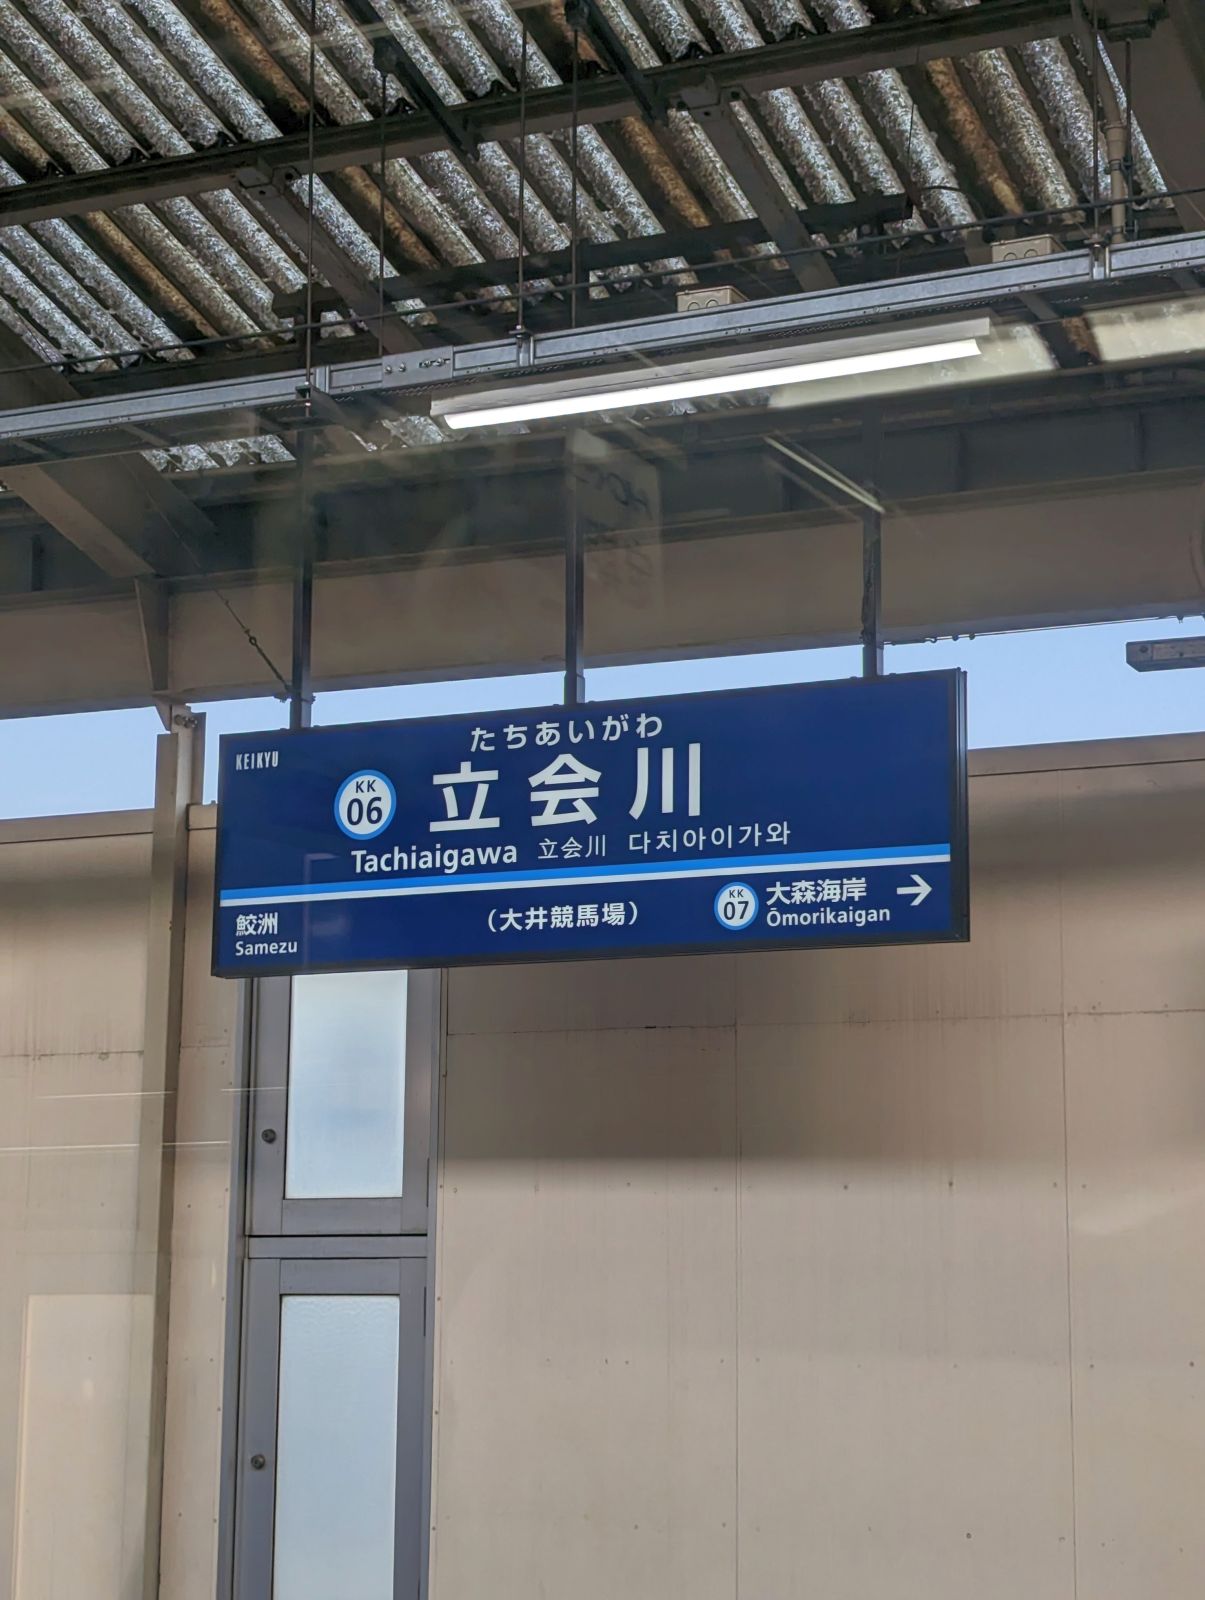 KEIKYU
たちあいがわ
KK
06
立会川
Tachiaigawa 立会川 다치아이가와
鮫洲
Samezu
（大井競馬場）
KK
07
大森海岸 →
Ōmorikaigan